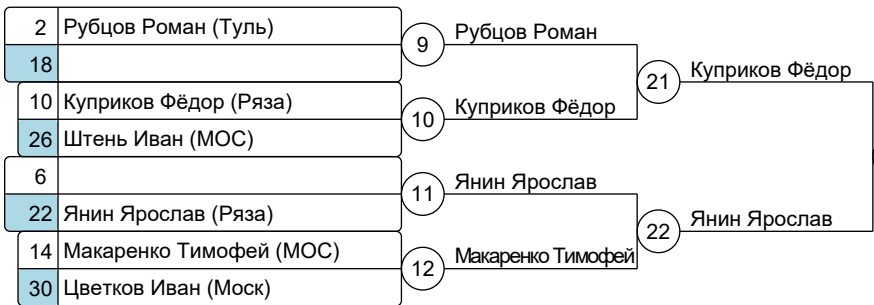 2 Рубцов Роман (Туль)
9 Рубцов Роман
18
21 Куприков Фёдор
10 Куприков Фёдор (Ряза)
10 Куприков Фёдор
26 Штень Иван (МОС)
6
11 Янин Ярослав
22 Янин Ярослав (Ряза)
22 Янин Ярослав
14 Макаренко Тимофей (МОС)
12 Макаренко Тимофей
30 Цветков Иван (Моск)